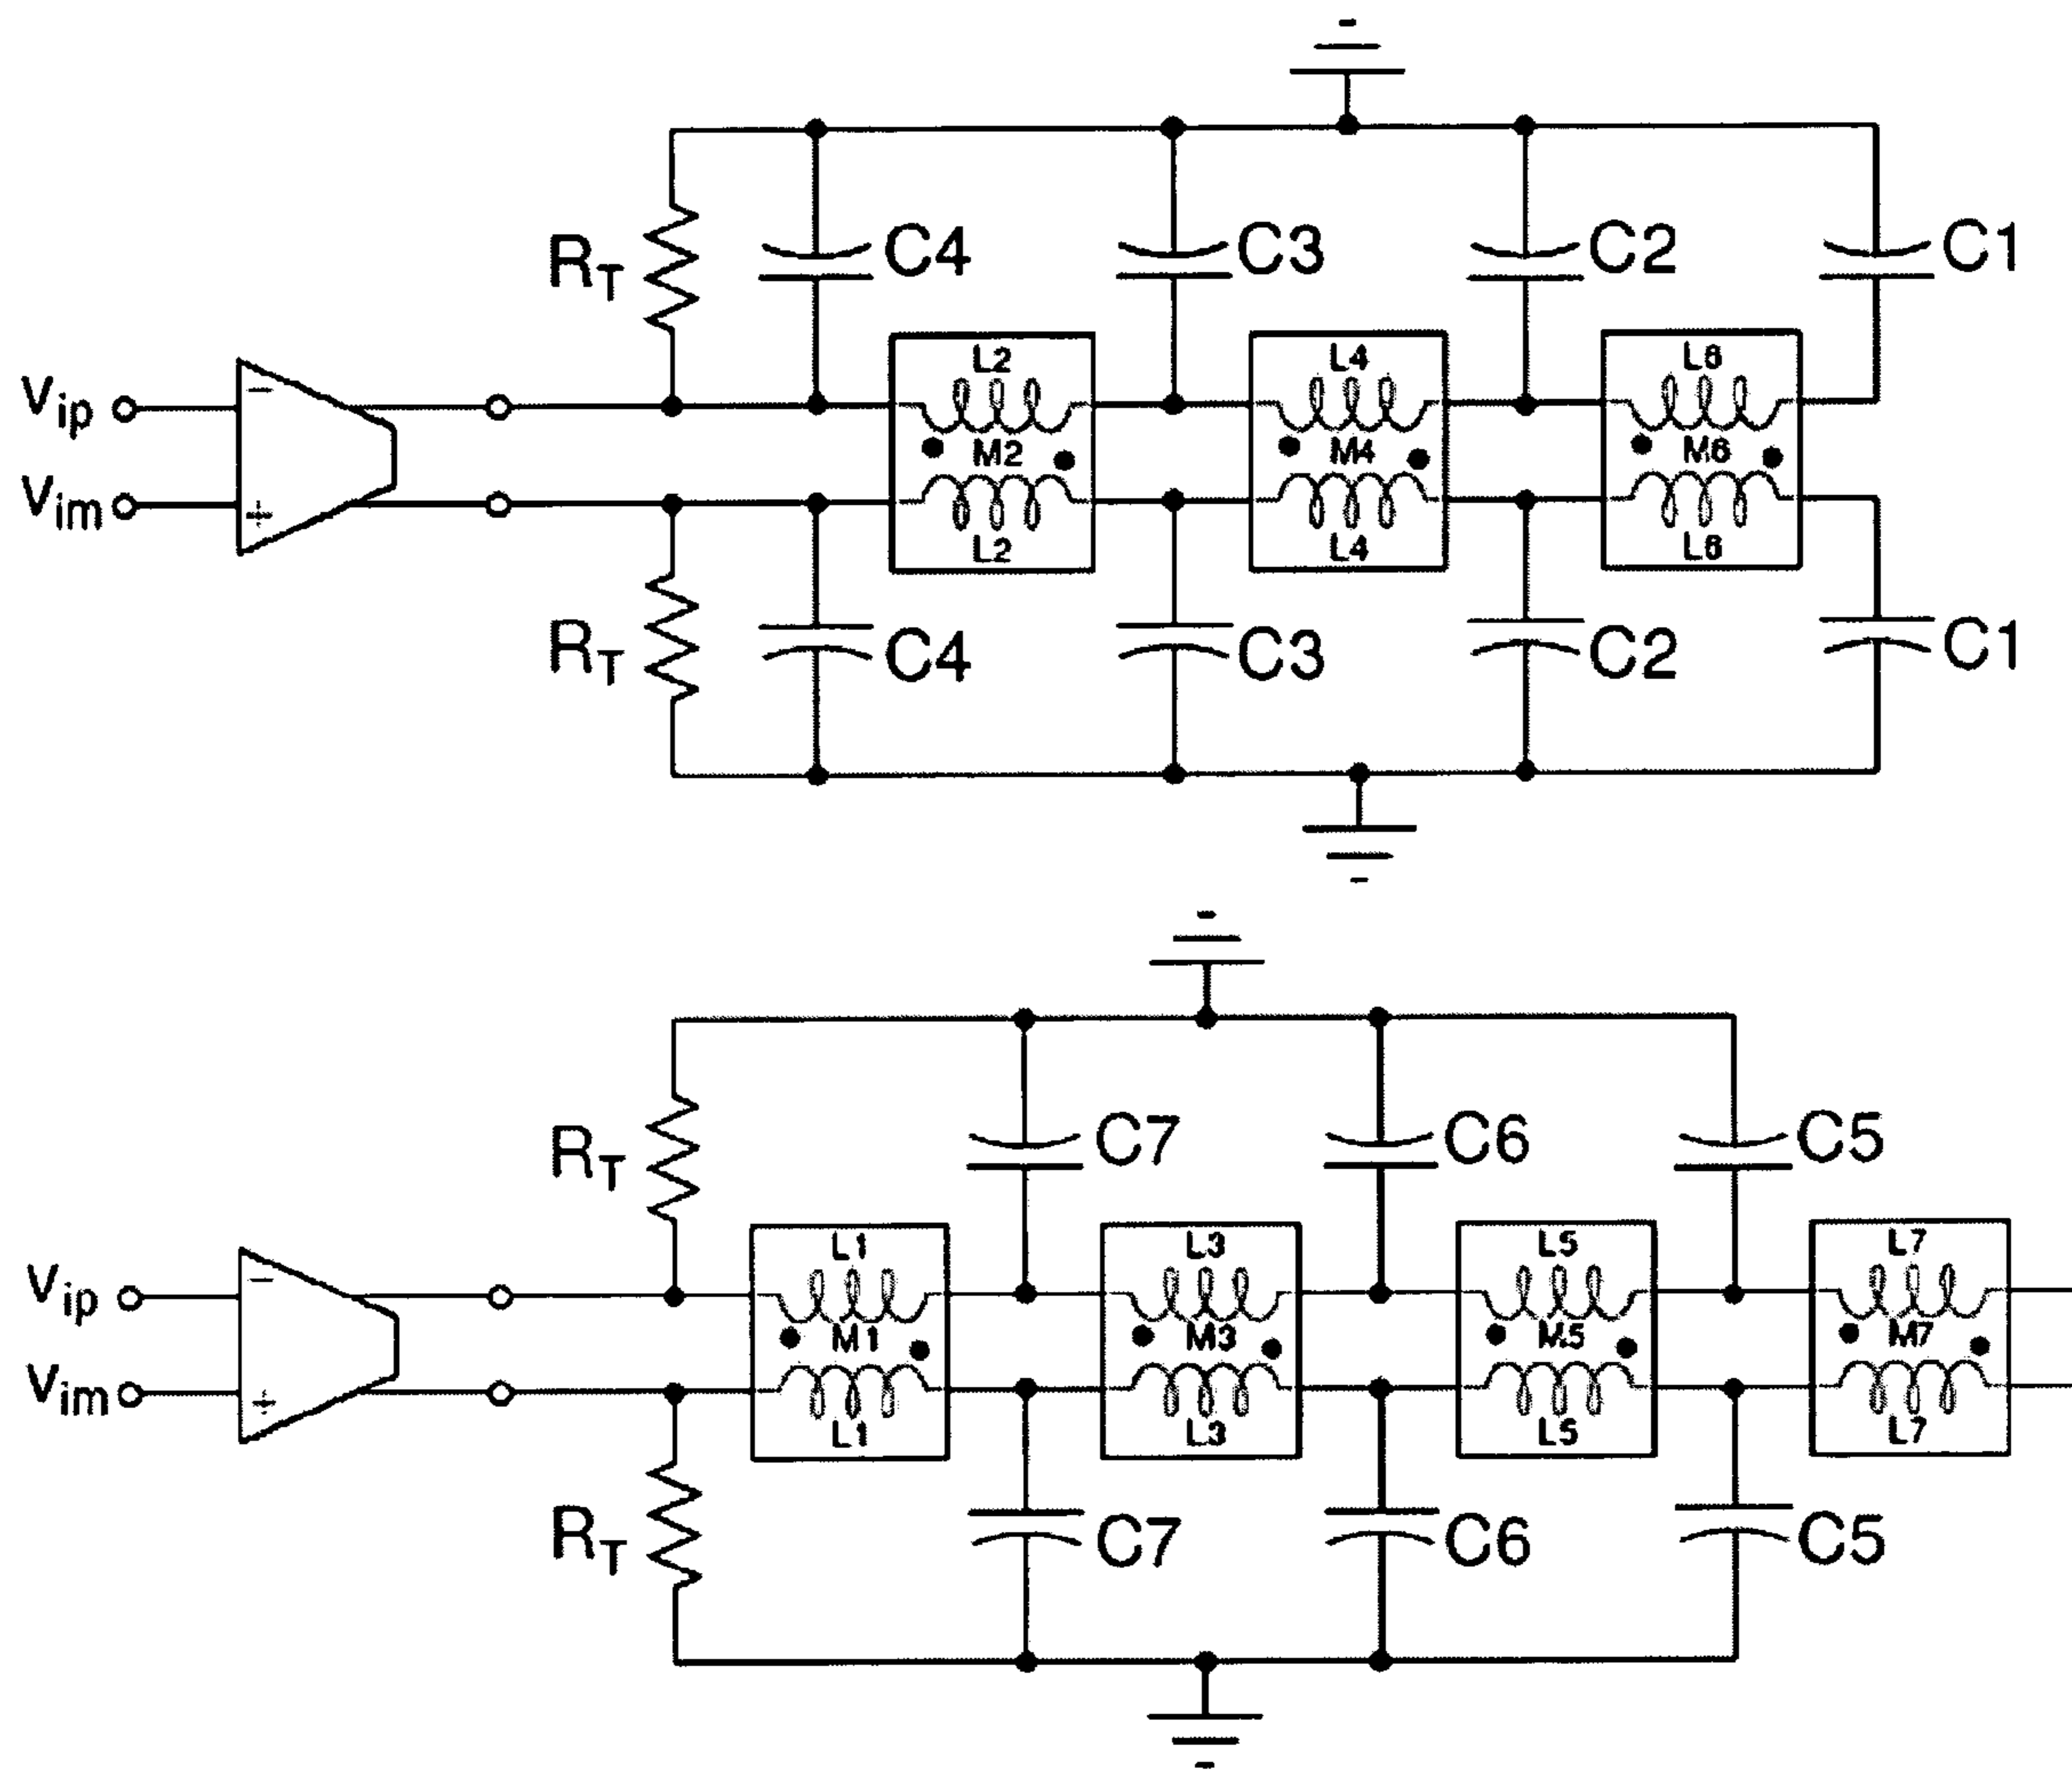 RT C4 C3 C2 C1
L2 L4 L6
Vip − M2 M4 M6
Vim +
L2 L4 L6
RT C4 C3 C2 C1
RT C7 C6 C5
L1 L3 L5 L7
Vip − M1 M3 M5 M7
Vim +
L1 L3 L5 L7
RT C7 C6 C5